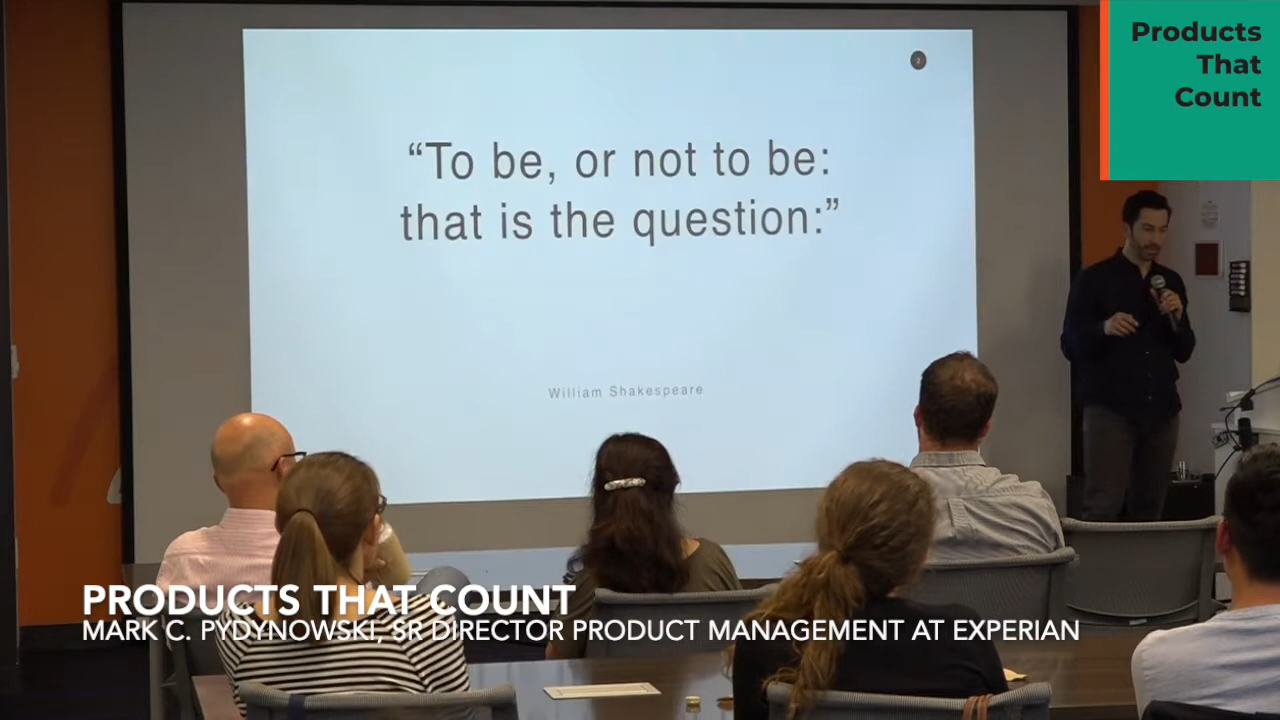 Products
That
Count
“To be, or not to be:
that is the question:”
William Shakespeare
PRODUCTS THAT COUNT
MARK C. PYDYNOWSKI, SR DIRECTOR PRODUCT MANAGEMENT AT EXPERIAN